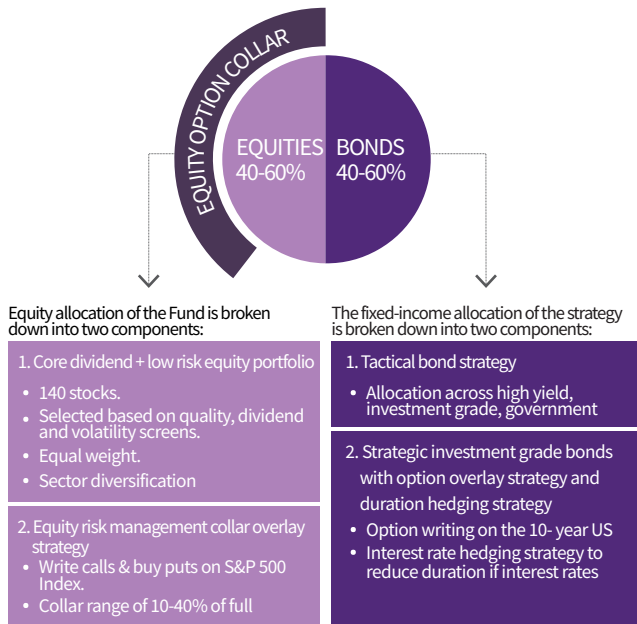 EQUITY OPTION COLLAR
EQUITIES
40-60%
BONDS
40-60%
Equity allocation of the Fund is broken
down into two components:
1. Core dividend + low risk equity portfolio
• 140 stocks.
• Selected based on quality, dividend
and volatility screens.
• Equal weight.
• Sector diversification
2. Equity risk management collar overlay
strategy
• Write calls & buy puts on S&P 500
Index.
• Collar range of 10-40% of full
The fixed-income allocation of the strategy
is broken down into two components:
1. Tactical bond strategy
• Allocation across high yield,
investment grade, government
2. Strategic investment grade bonds
with option overlay strategy and
duration hedging strategy
• Option writing on the 10- year US
• Interest rate hedging strategy to
reduce duration if interest rates